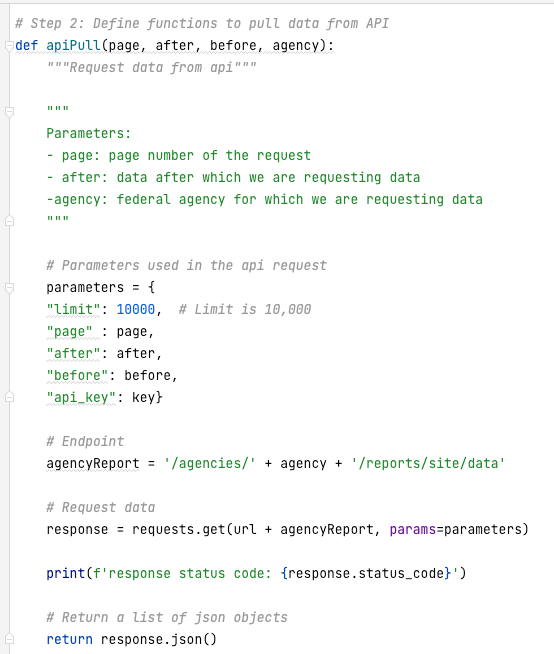 # Step 2: Define functions to pull data from API
def apiPull(page, after, before, agency):
    """Request data from api"""
    """
    Parameters:
    - page: page number of the request
    - after: data after which we are requesting data
    -agency: federal agency for which we are requesting data
    """
    # Parameters used in the api request
    parameters = {
    "limit": 10000,  # Limit is 10,000
    "page" : page,
    "after": after,
    "before": before,
    "api_key": key}
    # Endpoint
    agencyReport = '/agencies/' + agency + '/reports/site/data'
    # Request data
    response = requests.get(url + agencyReport, params=parameters)
    print(f'response status code: {response.status_code}')
    # Return a list of json objects
    return response.json()